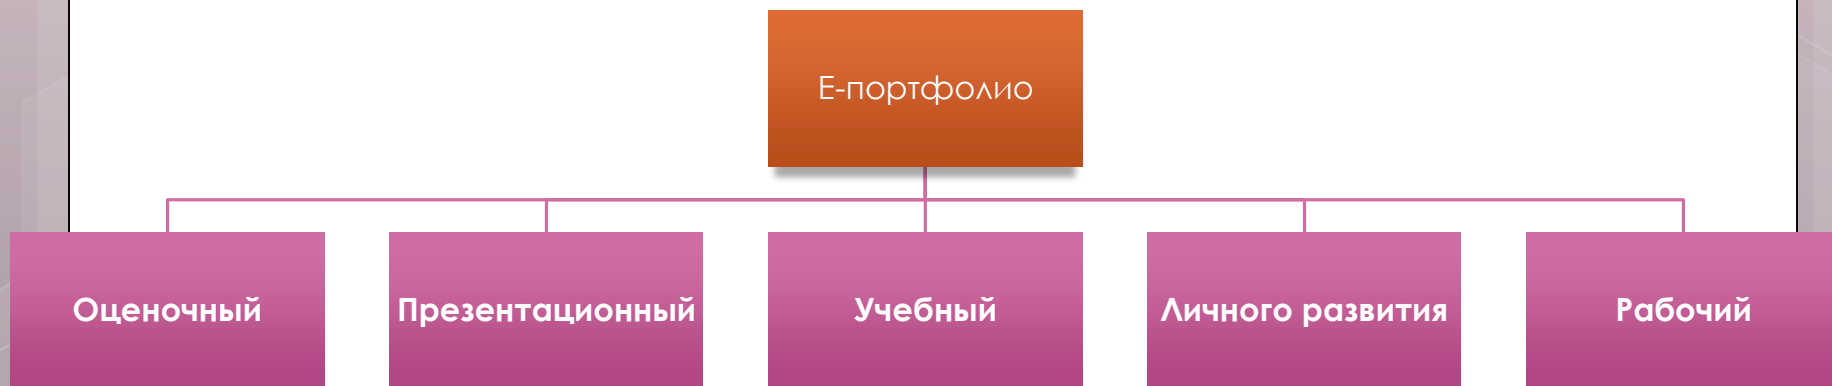 Е-портфолио
Оценочный
Презентационный
Учебный
Личного развития
Рабочий